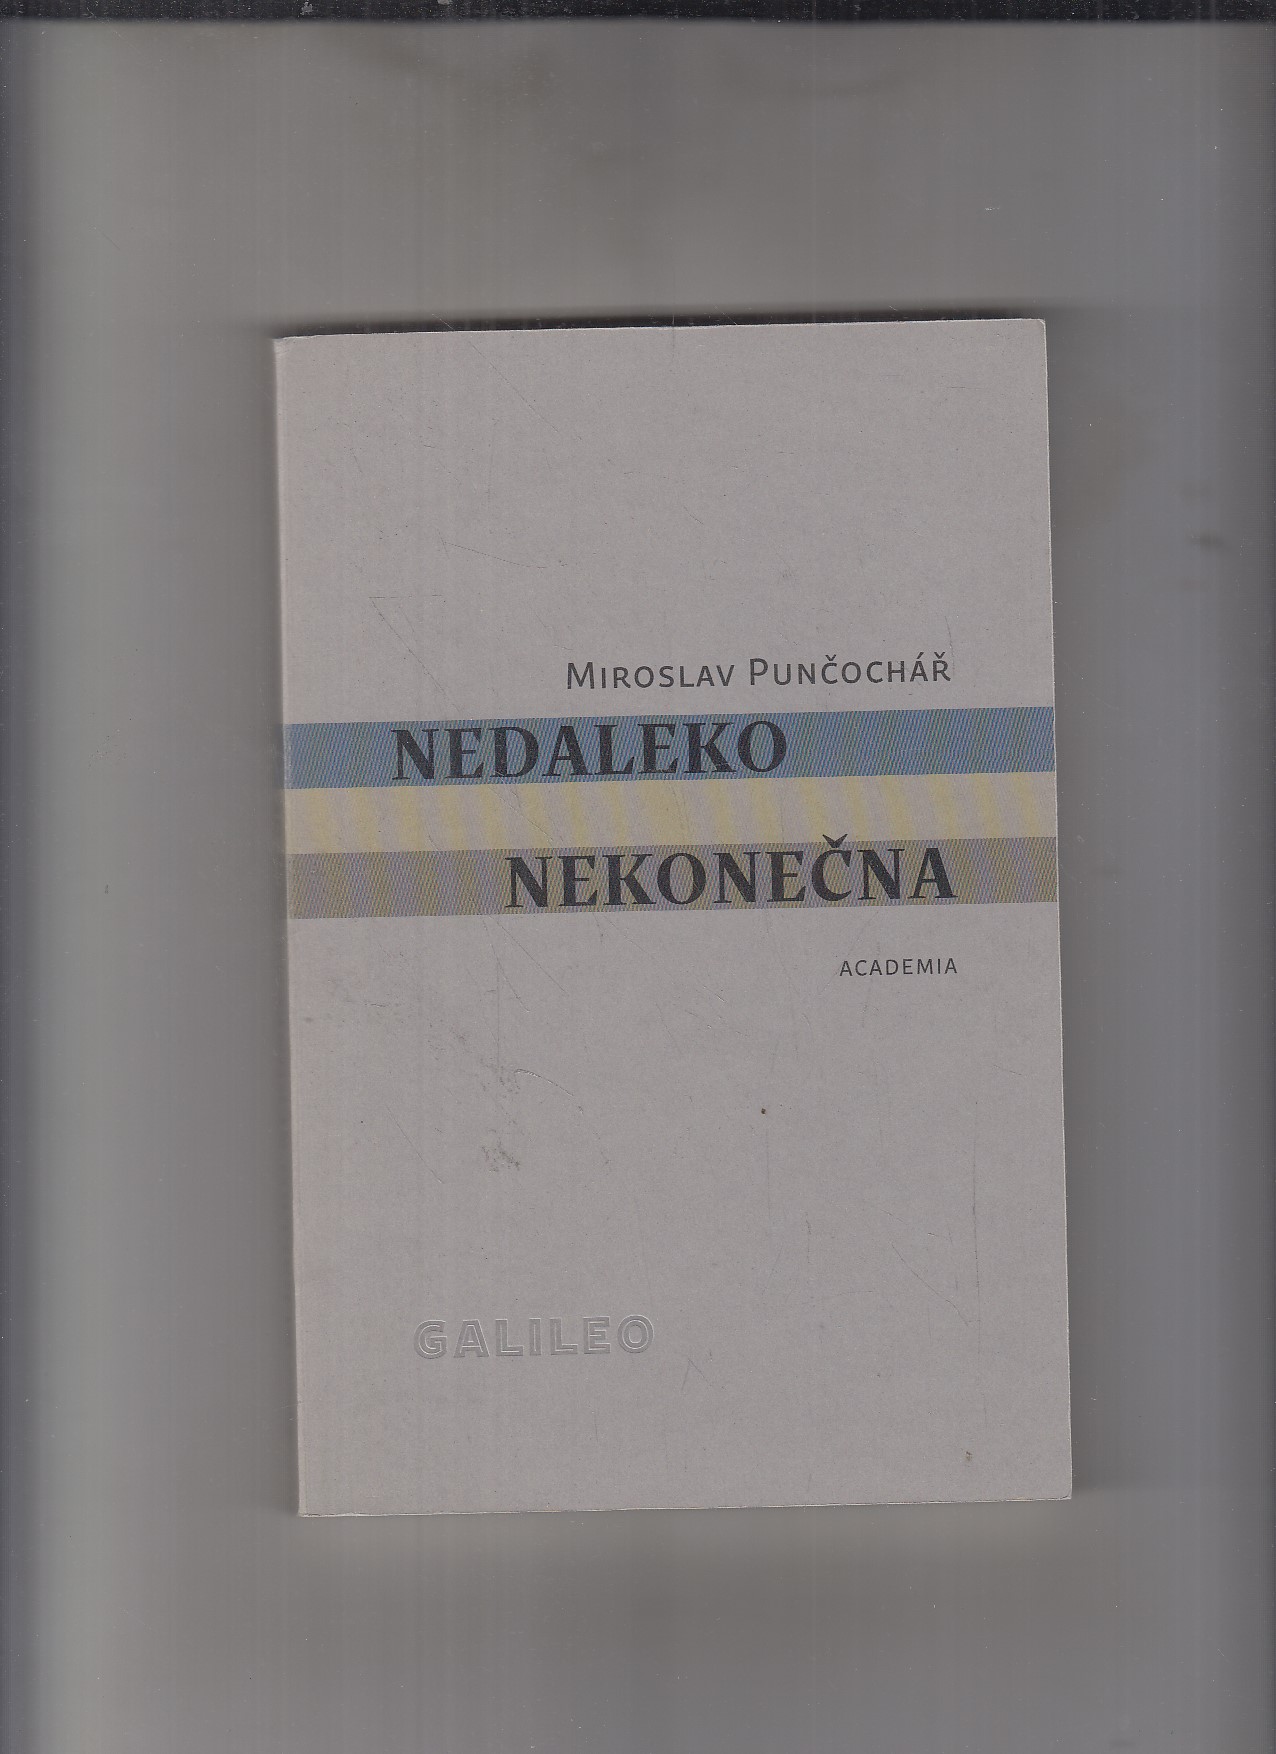 MIROSLAV PUNČOCHÁŘ
NEDALEKO
NEKONEČNA
ACADEMIA
GALILEO